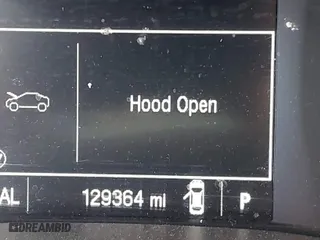 Hood Open
AL 129364 mi P
DREAMBID